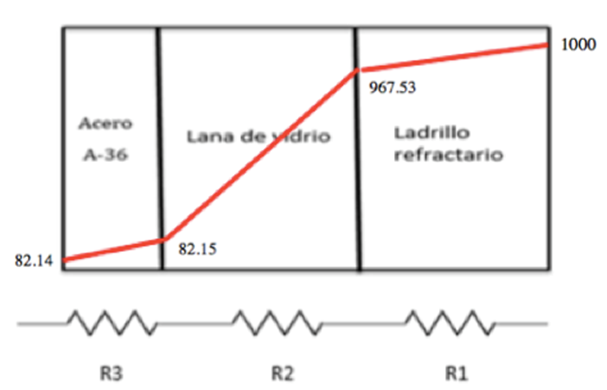 1000
967.53
Acero
A-36
Lana de vidrio
Ladrillo
refractario
82.15
82.14
R3
R2
R1